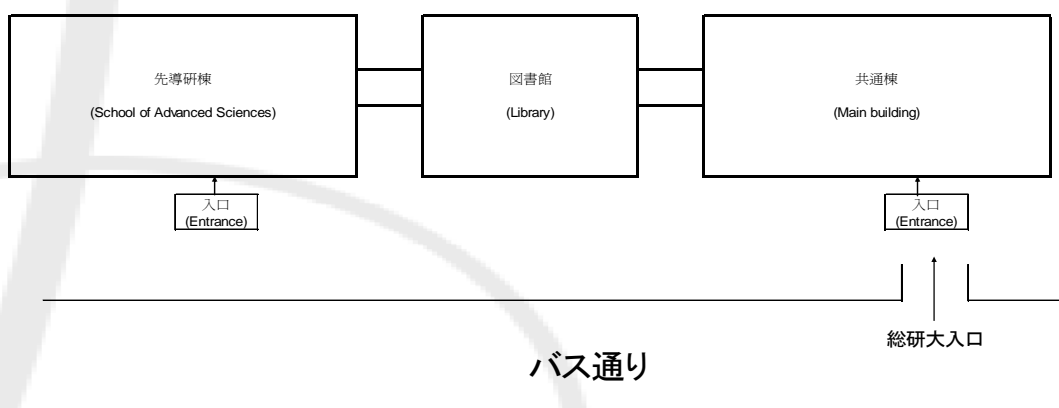 先導研棟
(School of Advanced Sciences)
図書館
(Library)
共通棟
(Main building)
入口
(Entrance)
入口
(Entrance)
総研大入口
バス通り